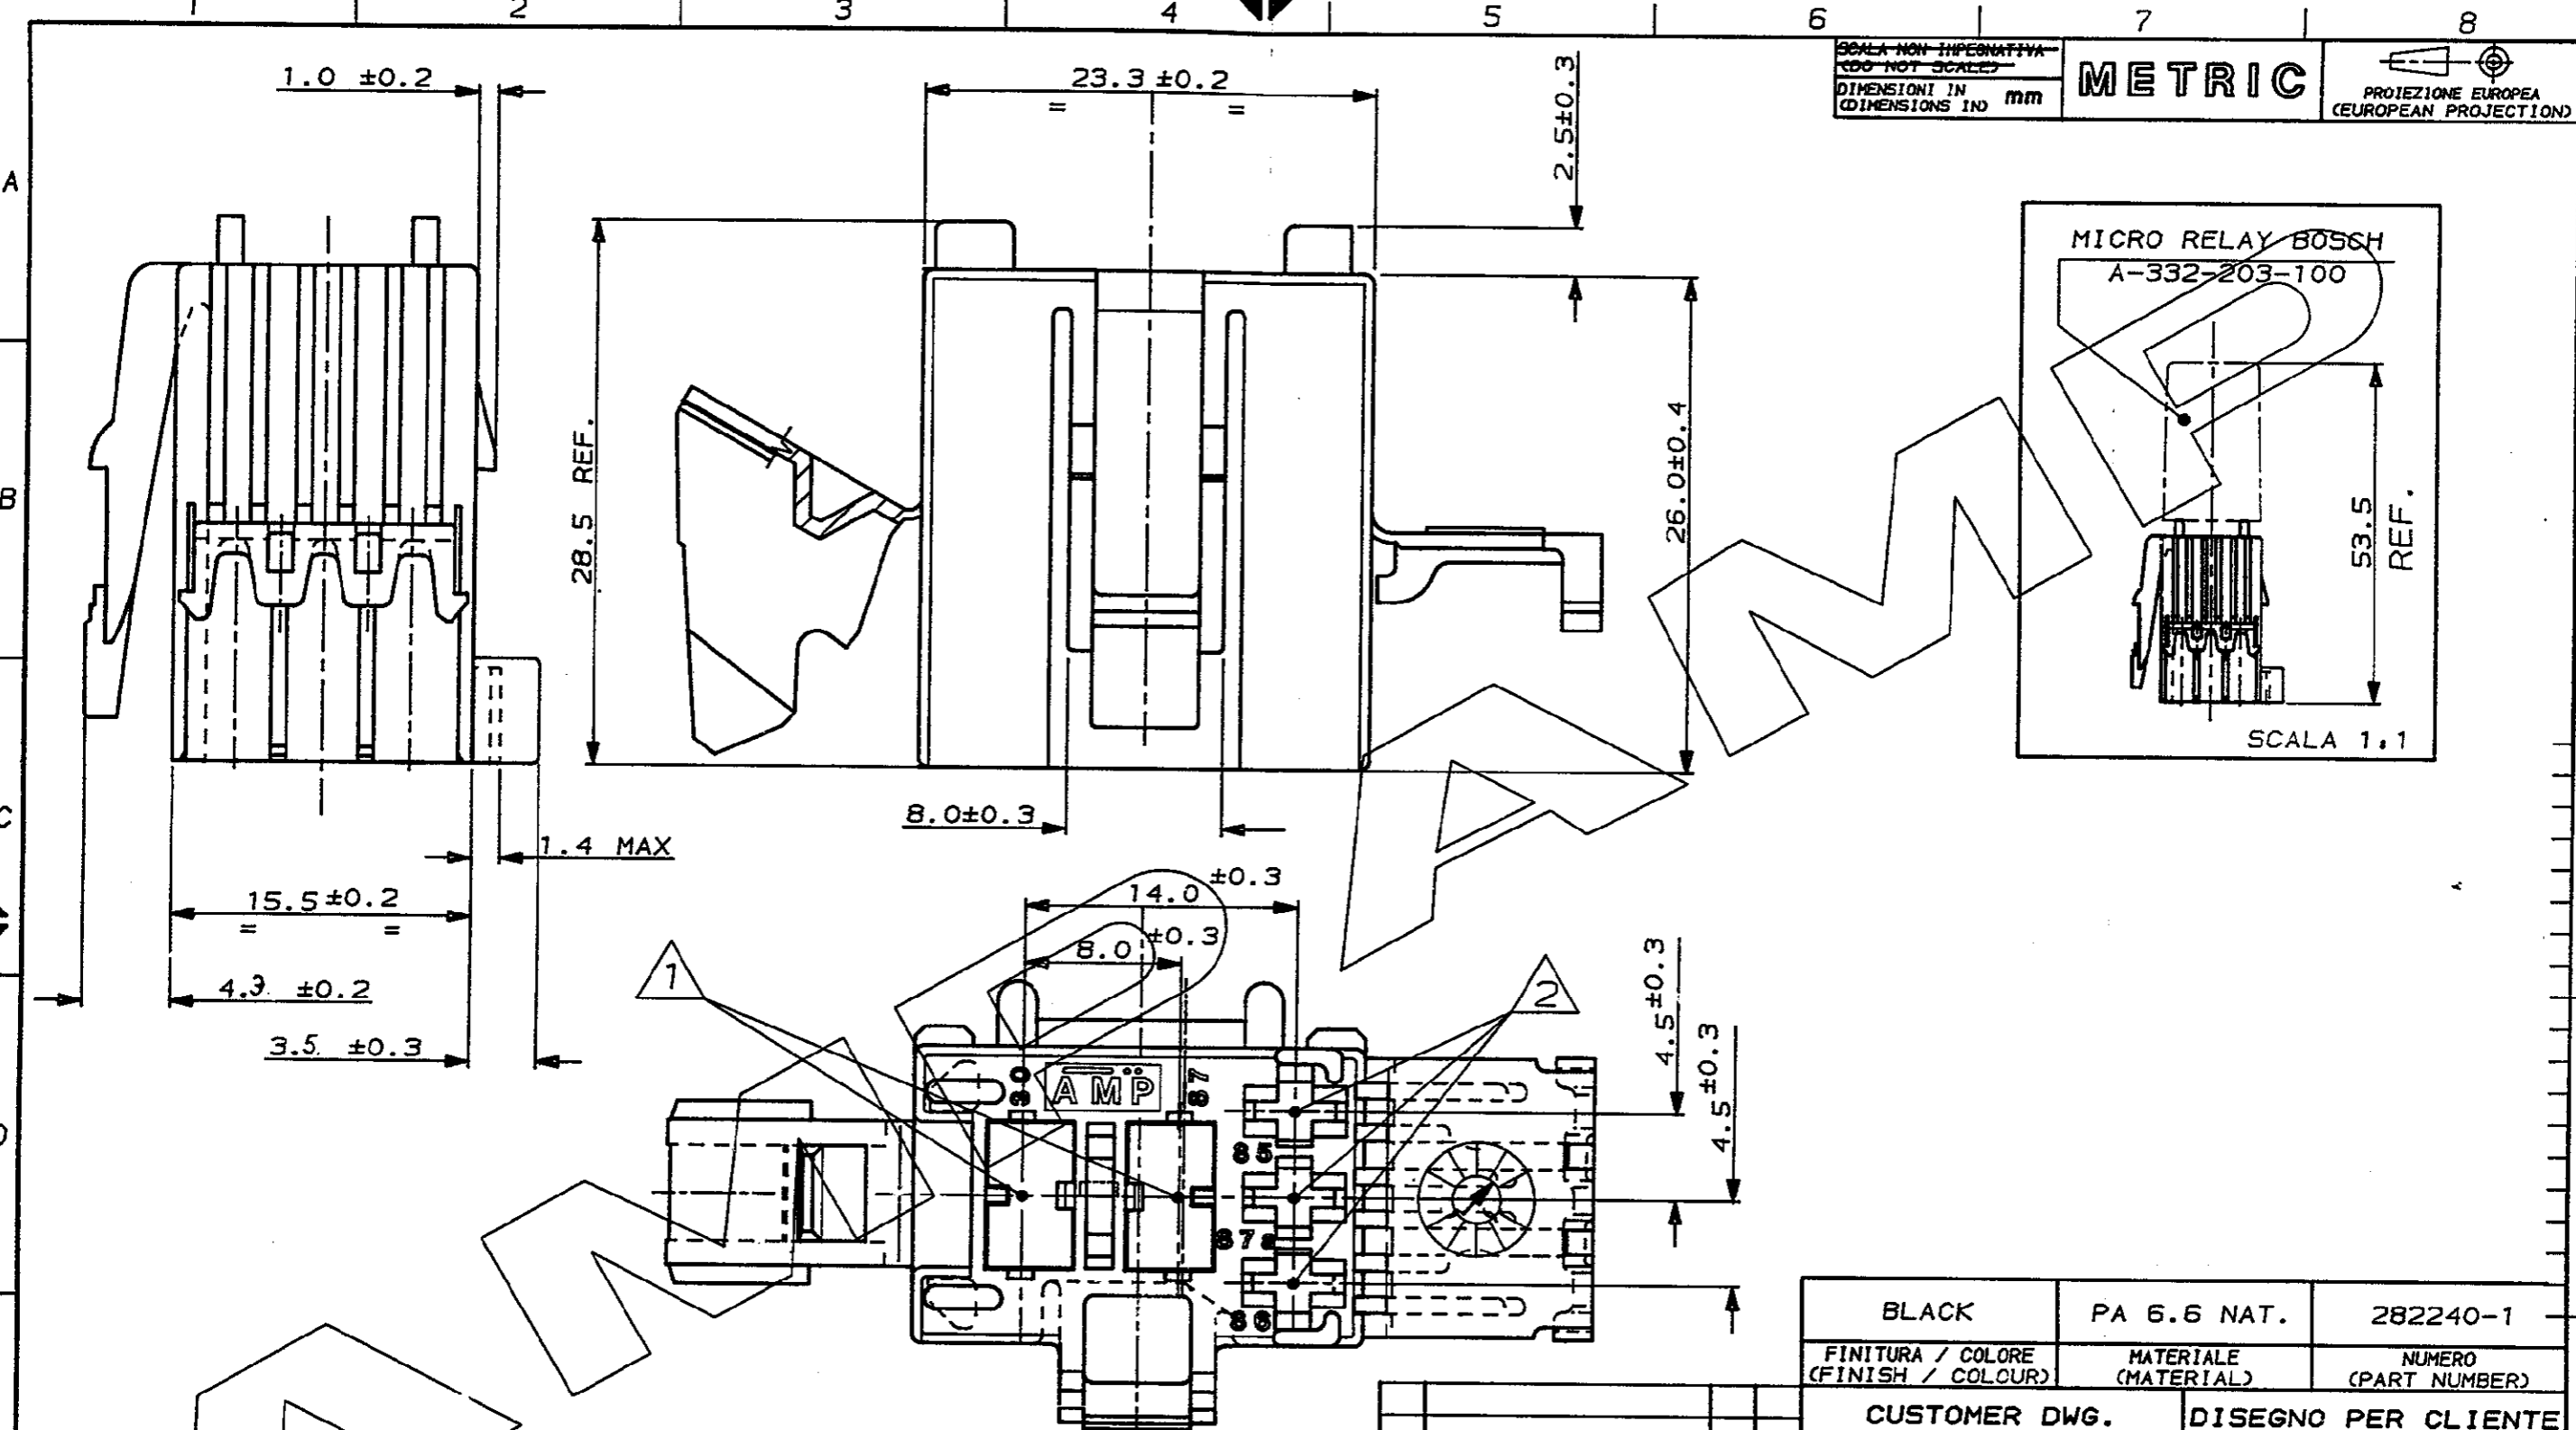 2 3 4 5 6 7 8
SCALA NON IMPEGNATIVA
(DO NOT SCALE)
DIMENSIONI IN
(DIMENSIONS IN) mm
METRIC
PROIEZIONE EUROPEA
(EUROPEAN PROJECTION)
A
B
C
D
1.0 ±0.2
23.3 ±0.2
= =
2.5±0.3
28.5 REF.
26.0±0.4
MICRO RELAY BOSCH
A-332-203-100
53.5
REF.
SCALA 1:1
8.0±0.3
1.4 MAX
15.5 ±0.2
= =
4.3 ±0.2
3.5 ±0.3
14.0 ±0.3
8.0 ±0.3
1
2
4.5±0.3
4.5±0.3
30
AMP
87
85
87a
86
BLACK
PA 6.6 NAT.
282240-1
FINITURA / COLORE
(FINISH / COLOUR)
MATERIALE
(MATERIAL)
NUMERO
(PART NUMBER)
CUSTOMER DWG.
DISEGNO PER CLIENTE